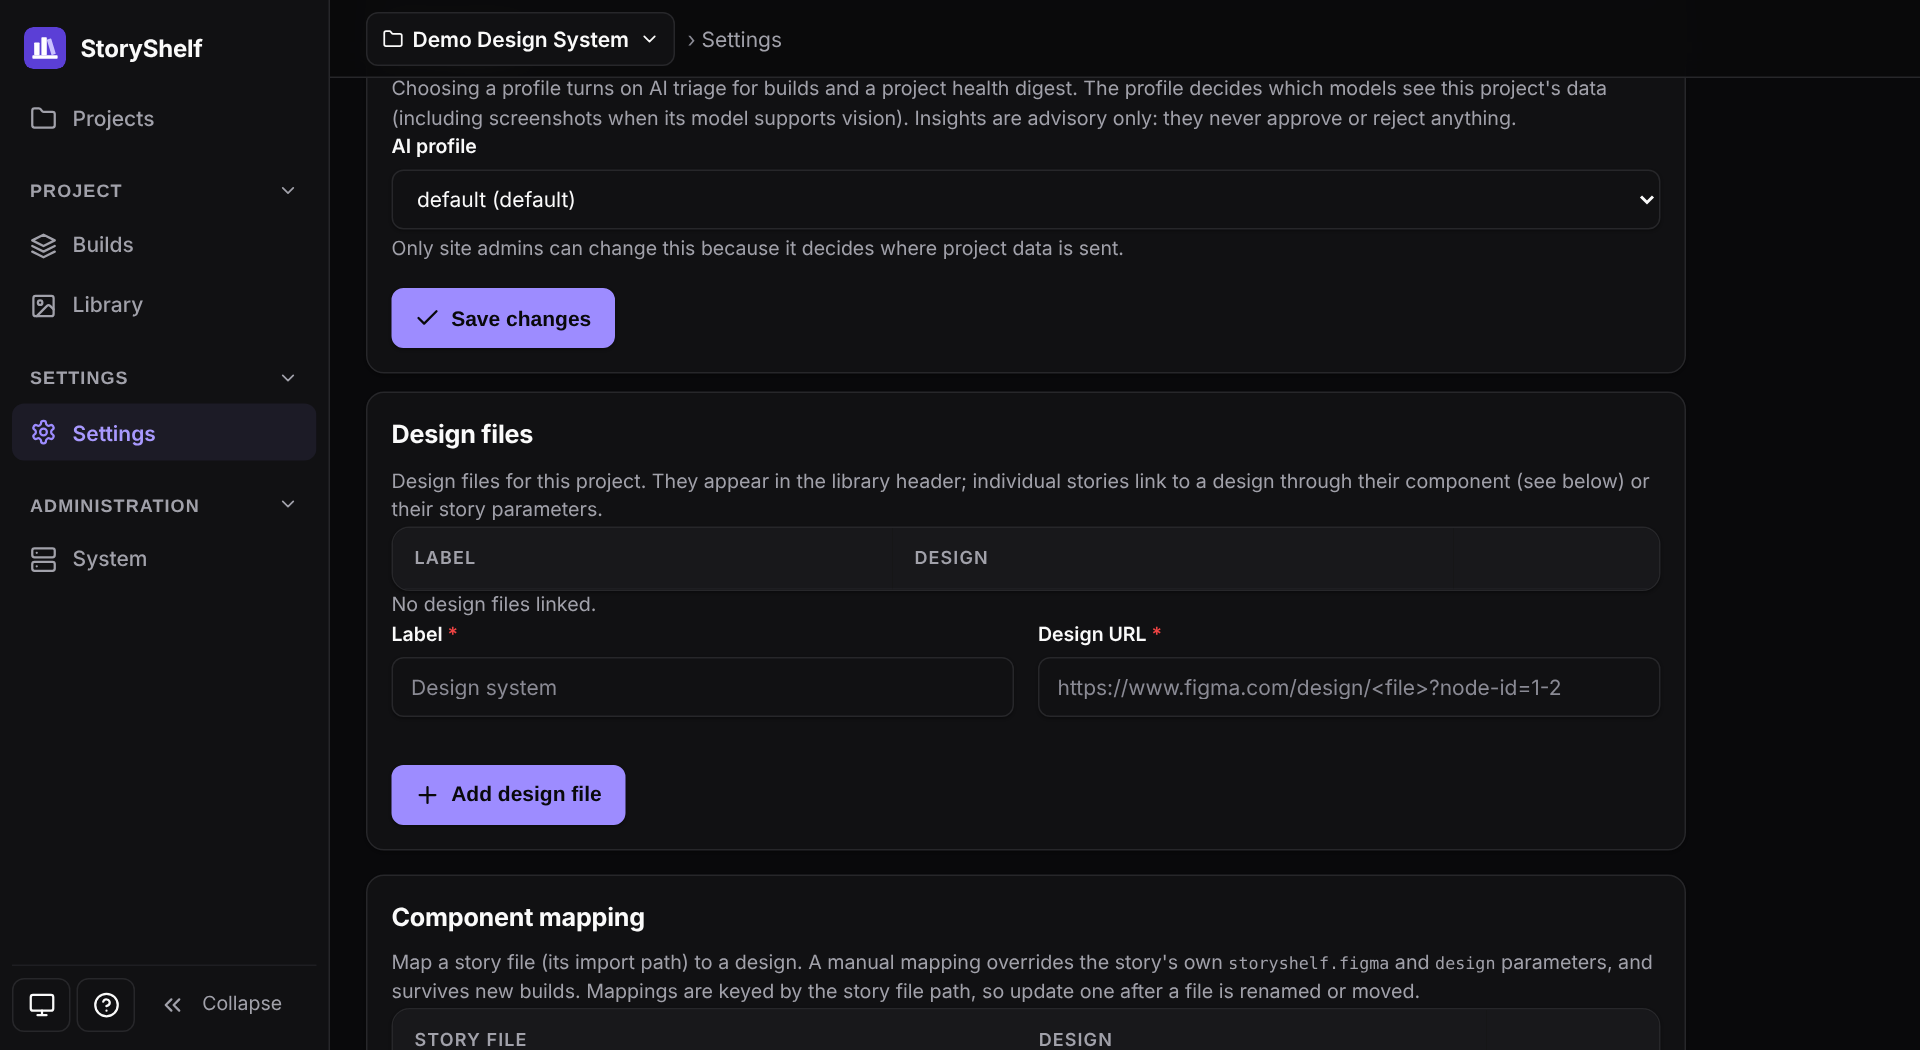 StoryShelf
Projects
PROJECT
Builds
Library
SETTINGS
Settings
ADMINISTRATION
System
Collapse
Demo Design System
› Settings
Choosing a profile turns on AI triage for builds and a project health digest. The profile decides which models see this project's data
(including screenshots when its model supports vision). Insights are advisory only: they never approve or reject anything.
AI profile
default (default)
Only site admins can change this because it decides where project data is sent.
Save changes
Design files
Design files for this project. They appear in the library header; individual stories link to a design through their component (see below) or
their story parameters.
LABEL DESIGN
No design files linked.
Label * Design URL *
Design system https://www.figma.com/design/<file>?node-id=1-2
Add design file
Component mapping
Map a story file (its import path) to a design. A manual mapping overrides the story's own storyshelf.figma and design parameters, and
survives new builds. Mappings are keyed by the story file path, so update one after a file is renamed or moved.
STORY FILE DESIGN